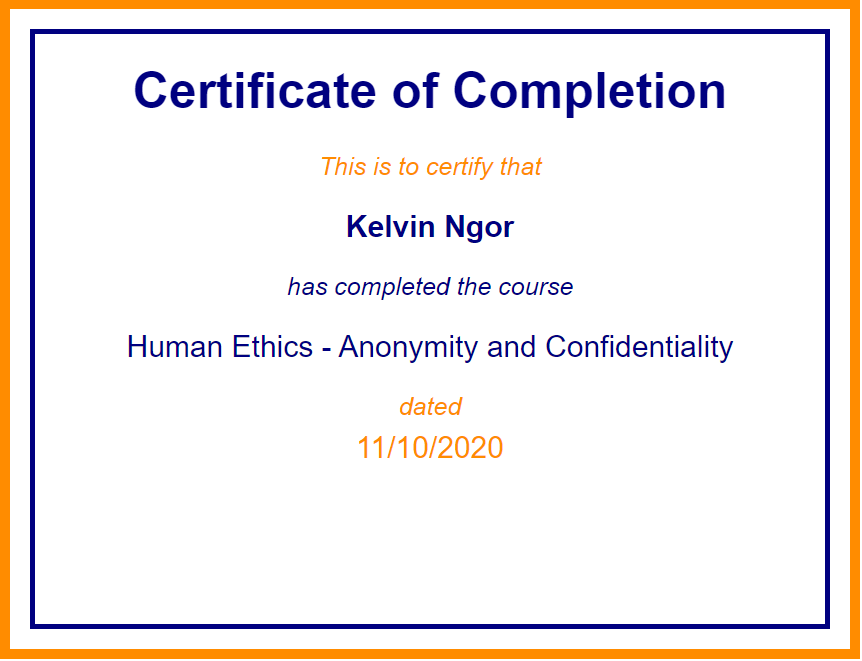 Certificate of Completion
This is to certify that
Kelvin Ngor
has completed the course
Human Ethics - Anonymity and Confidentiality
dated
11/10/2020